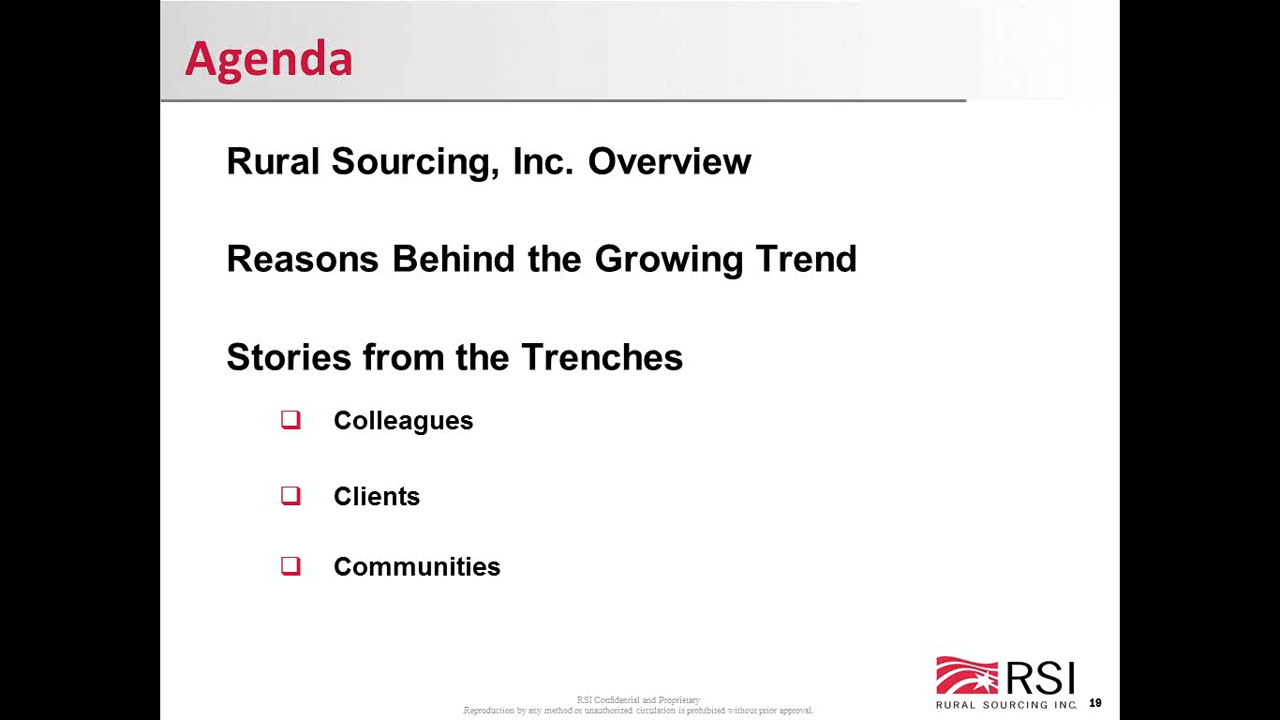 Agenda
Rural Sourcing, Inc. Overview
Reasons Behind the Growing Trend
Stories from the Trenches
Colleagues
Clients
Communities
RSI
RURAL SOURCING INC.
19
RSI Confidential and Proprietary
Reproduction by any method or unauthorized circulation is prohibited without prior approval.